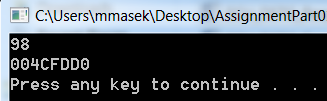 C:\Users\mmasek\Desktop\AssignmentPart0
98
004CFDD0
Press any key to continue . . .